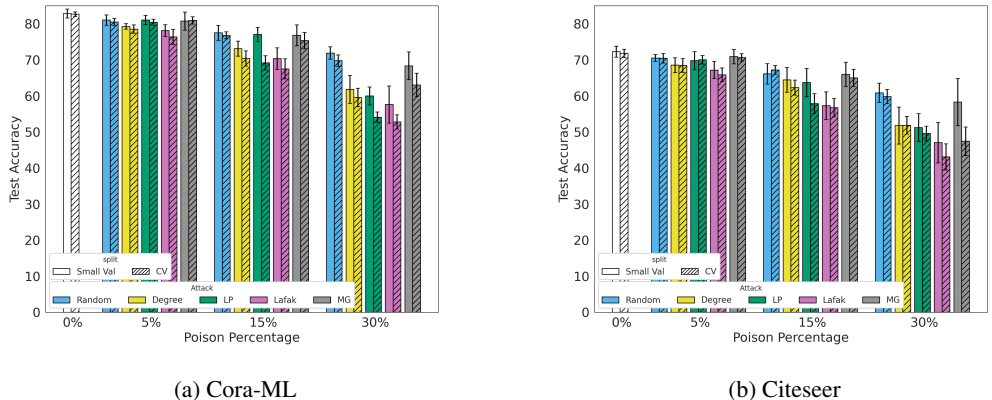 80
70
60
50
40
30
20
10
0
Test Accuracy
split
Small Val
CV
Attack
Random
Degree
LP
Lafak
MG
0%
5%
15%
30%
Poison Percentage
(a) Cora-ML
80
70
60
50
40
30
20
10
0
Test Accuracy
split
Small Val
CV
Attack
Random
Degree
LP
Lafak
MG
0%
5%
15%
30%
Poison Percentage
(b) Citeseer